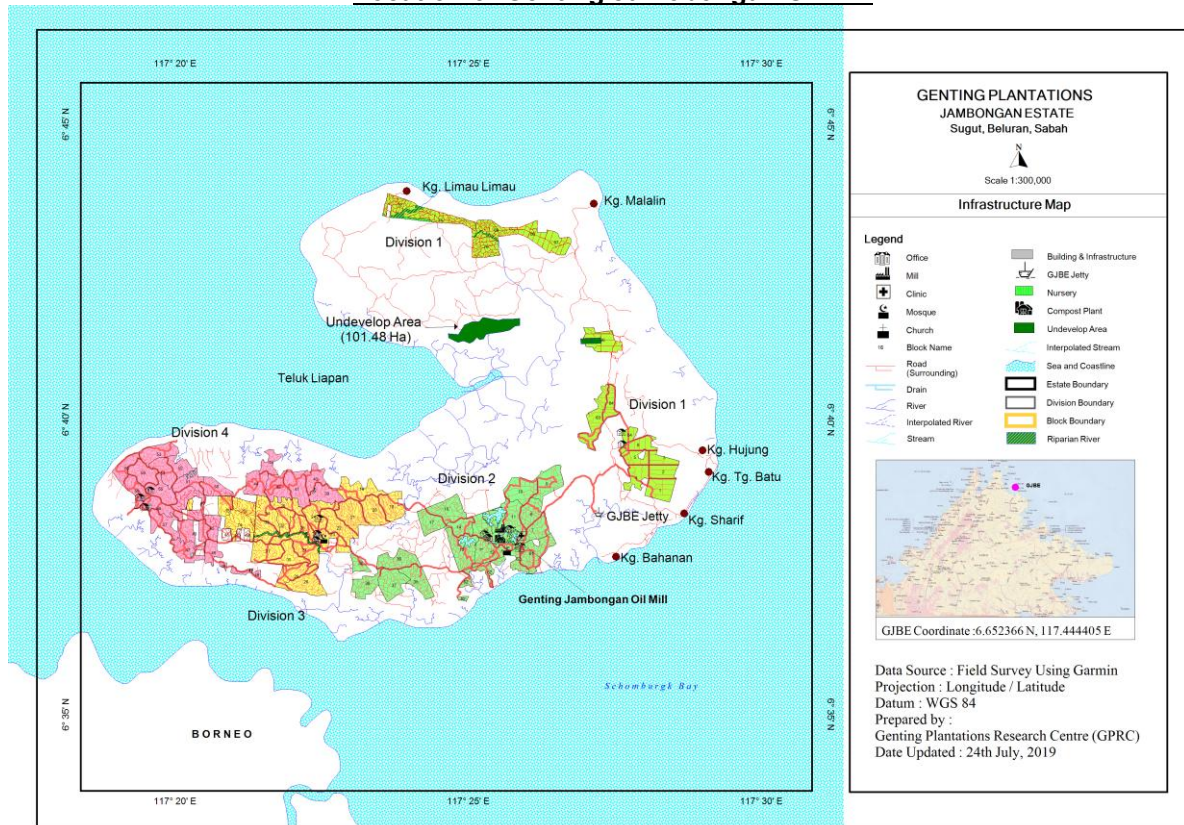 117° 20' E
117° 25' E
117° 30' E
6° 45' N
6° 45' N
Kg. Limau Limau
Kg. Malalin
Division 1
Undevelop Area
(101.48 Ha)
Teluk Liapan
6° 40' N
6° 40' N
Division 1
Division 4
Kg. Hujung
Division 2
Kg. Tg. Batu
GJBE Jetty
Kg. Sharif
Kg. Bahanan
Genting Jambongan Oil Mill
Division 3
Schomburgk Bay
6° 35' N
6° 35' N
BORNEO
117° 20' E
117° 25' E
117° 30' E
GENTING PLANTATIONS
JAMBONGAN ESTATE
Sugut, Beluran, Sabah
N
Scale 1:300,000
Infrastructure Map
Legend
Office
Mill
Clinic
Mosque
Church
Block Name
Road
(Surrounding)
Drain
River
Interpolated River
Stream
Building & Infrastructure
GJBE Jetty
Nursery
Compost Plant
Undevelop Area
Interpolated Stream
Sea and Coastline
Estate Boundary
Division Boundary
Block Boundary
Riparian River
GJBE
GJBE Coordinate :6.652366 N, 117.444405 E
Data Source : Field Survey Using Garmin
Projection : Longitude / Latitude
Datum : WGS 84
Prepared by :
Genting Plantations Research Centre (GPRC)
Date Updated : 24th July, 2019